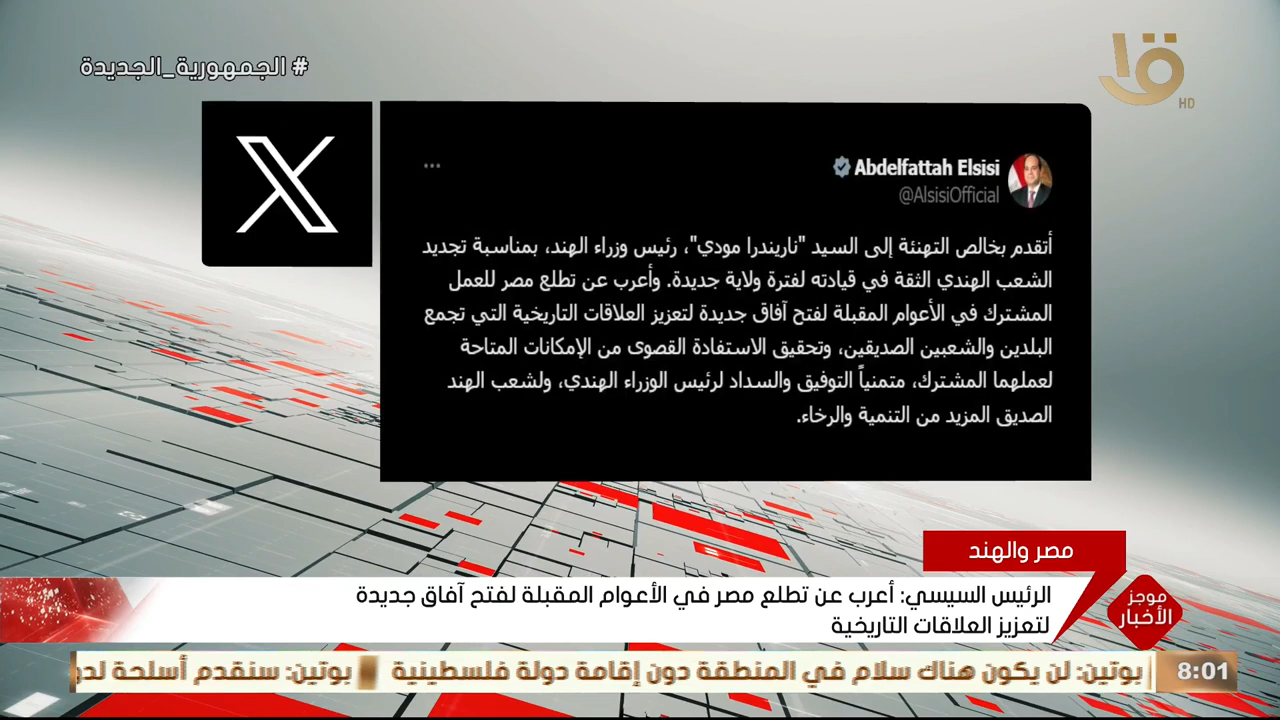 # الجمهورية_الجديدة
HD
Abdelfattah Elsisi
@AlsisiOfficial
أتقدم بخالص التهنئة إلى السيد "ناريندرا مودي"، رئيس وزراء الهند، بمناسبة تجديد
الشعب الهندي الثقة في قيادته لفترة ولاية جديدة. وأعرب عن تطلع مصر للعمل
المشترك في الأعوام المقبلة لفتح آفاق جديدة لتعزيز العلاقات التاريخية التي تجمع
البلدين والشعبين الصديقين، وتحقيق الاستفادة القصوى من الإمكانات المتاحة
لعملهما المشترك، متمنياً التوفيق والسداد لرئيس الوزراء الهندي، ولشعب الهند
الصديق المزيد من التنمية والرخاء.
مصر والهند
موجز
الأخبار
الرئيس السيسي: أعرب عن تطلع مصر في الأعوام المقبلة لفتح آفاق جديدة
لتعزيز العلاقات التاريخية
8:01
بوتين: لن يكون هناك سلام في المنطقة دون إقامة دولة فلسطينية
بوتين: سنقدم أسلحة